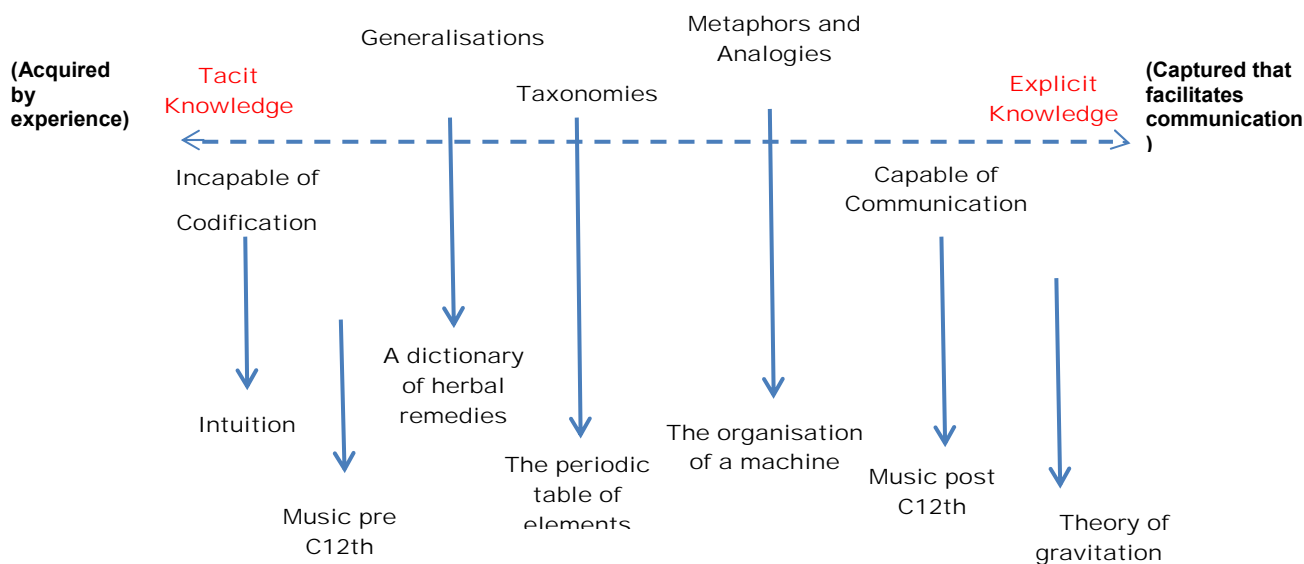 Generalisations
Metaphors and
Analogies
(Acquired
by
experience)
Tacit
Knowledge
Taxonomies
Explicit
Knowledge
(Captured that
facilitates
communication
)
Incapable of
Codification
Capable of
Communication
A dictionary
of herbal
remedies
Intuition
The organisation
of a machine
The periodic
table of
elements
Music pre
C12th
Music post
C12th
Theory of
gravitation